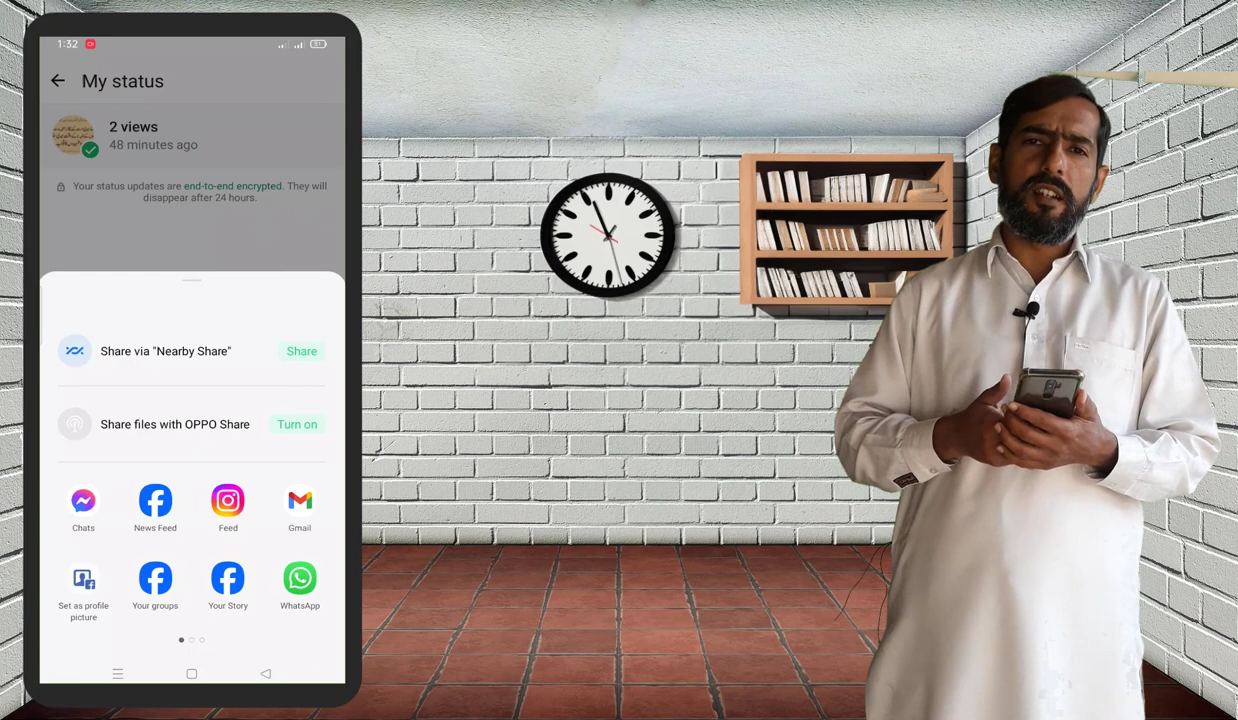 1:32
My status
2 views
48 minutes ago
Your status updates are end-to-end encrypted. They will
disappear after 24 hours.
Share via "Nearby Share"
Share
Share files with OPPO Share
Turn on
Chats
News Feed
Feed
Gmail
Set as profile
picture
Your groups
Your Story
WhatsApp